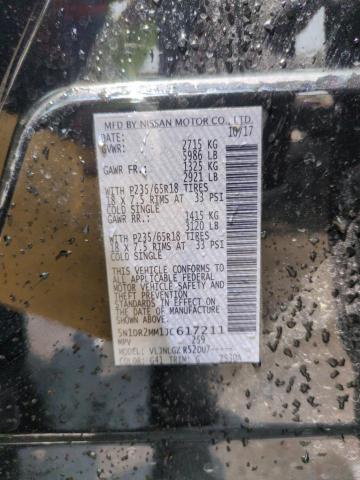 MFD BY NISSAN MOTOR CO., LTD.
DATE: 10/17
GVWR: 2715 KG
5986 LB
GAWR FR: 1325 KG
2921 LB
WITH P235/65R18 TIRES
18 X 7.5 RIMS AT 33 PSI
COLD SINGLE
GAWR RR: 1415 KG
3120 LB
WITH P235/65R18 TIRES
18 X 7.5 RIMS AT 33 PSI
COLD SINGLE
THIS VEHICLE CONFORMS TO
ALL APPLICABLE FEDERAL
MOTOR VEHICLE SAFETY AND
THEFT PREVENTION
STANDARDS IN EFFECT ON
THE DATE OF MANUFACTURE
SHOWN ABOVE.
5N1DR2MM1JC617211
MPV 259
MODEL:
COLOR: G41 TRIM: G